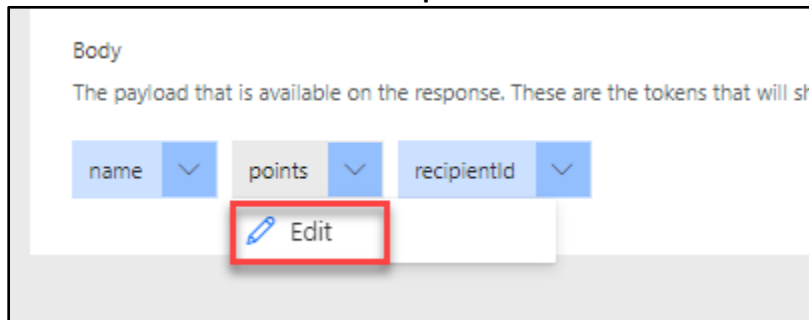 Body
The payload that is available on the response. These are the tokens that will sh
name points recipientId
Edit